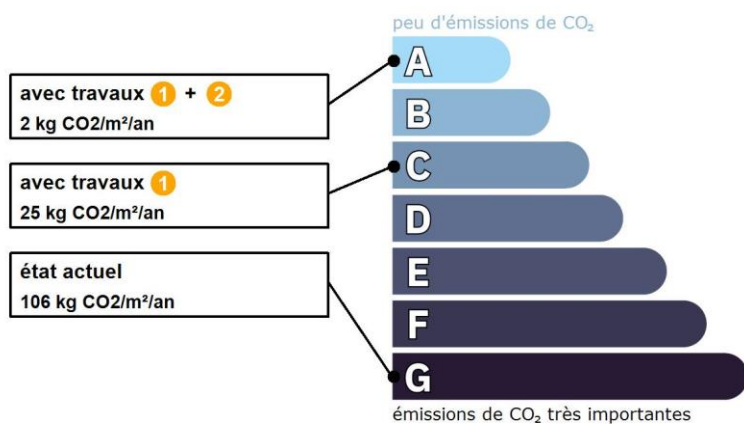 peu d'émissions de CO₂
A
avec travaux 1 + 2
2 kg CO2/m²/an
B
avec travaux 1
25 kg CO2/m²/an
C
D
état actuel
106 kg CO2/m²/an
E
F
G
émissions de CO₂ très importantes